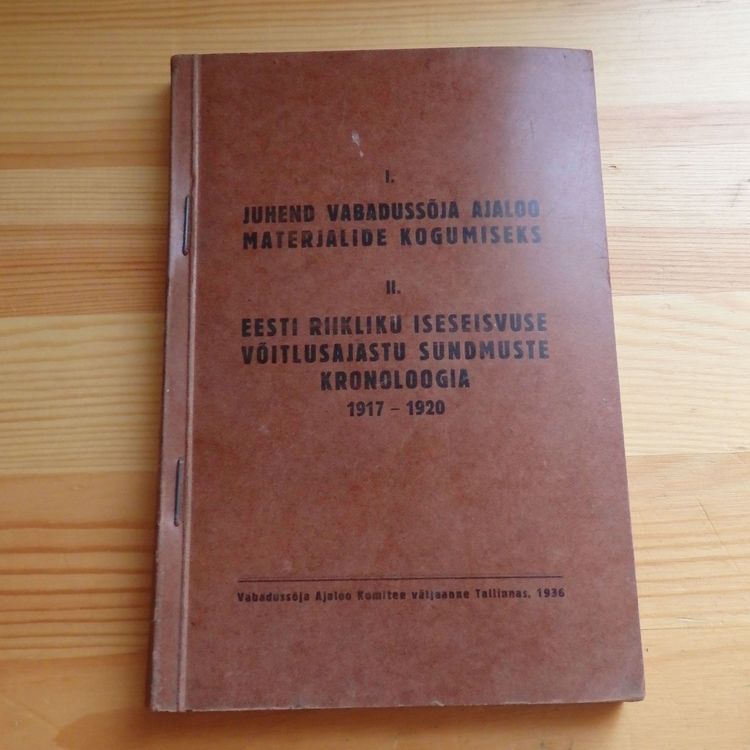 I.
JUHEND VABADUSSÕJA AJALOO
MATERJALIDE KOGUMISEKS
II.
EESTI RIIKLIKU ISESEISVUSE
VÕITLUSAJASTU SÜNDMUSTE
KRONOLOOGIA
1917 – 1920
Vabadussõja Ajaloo Komitee väljaanne Tallinnas, 1936